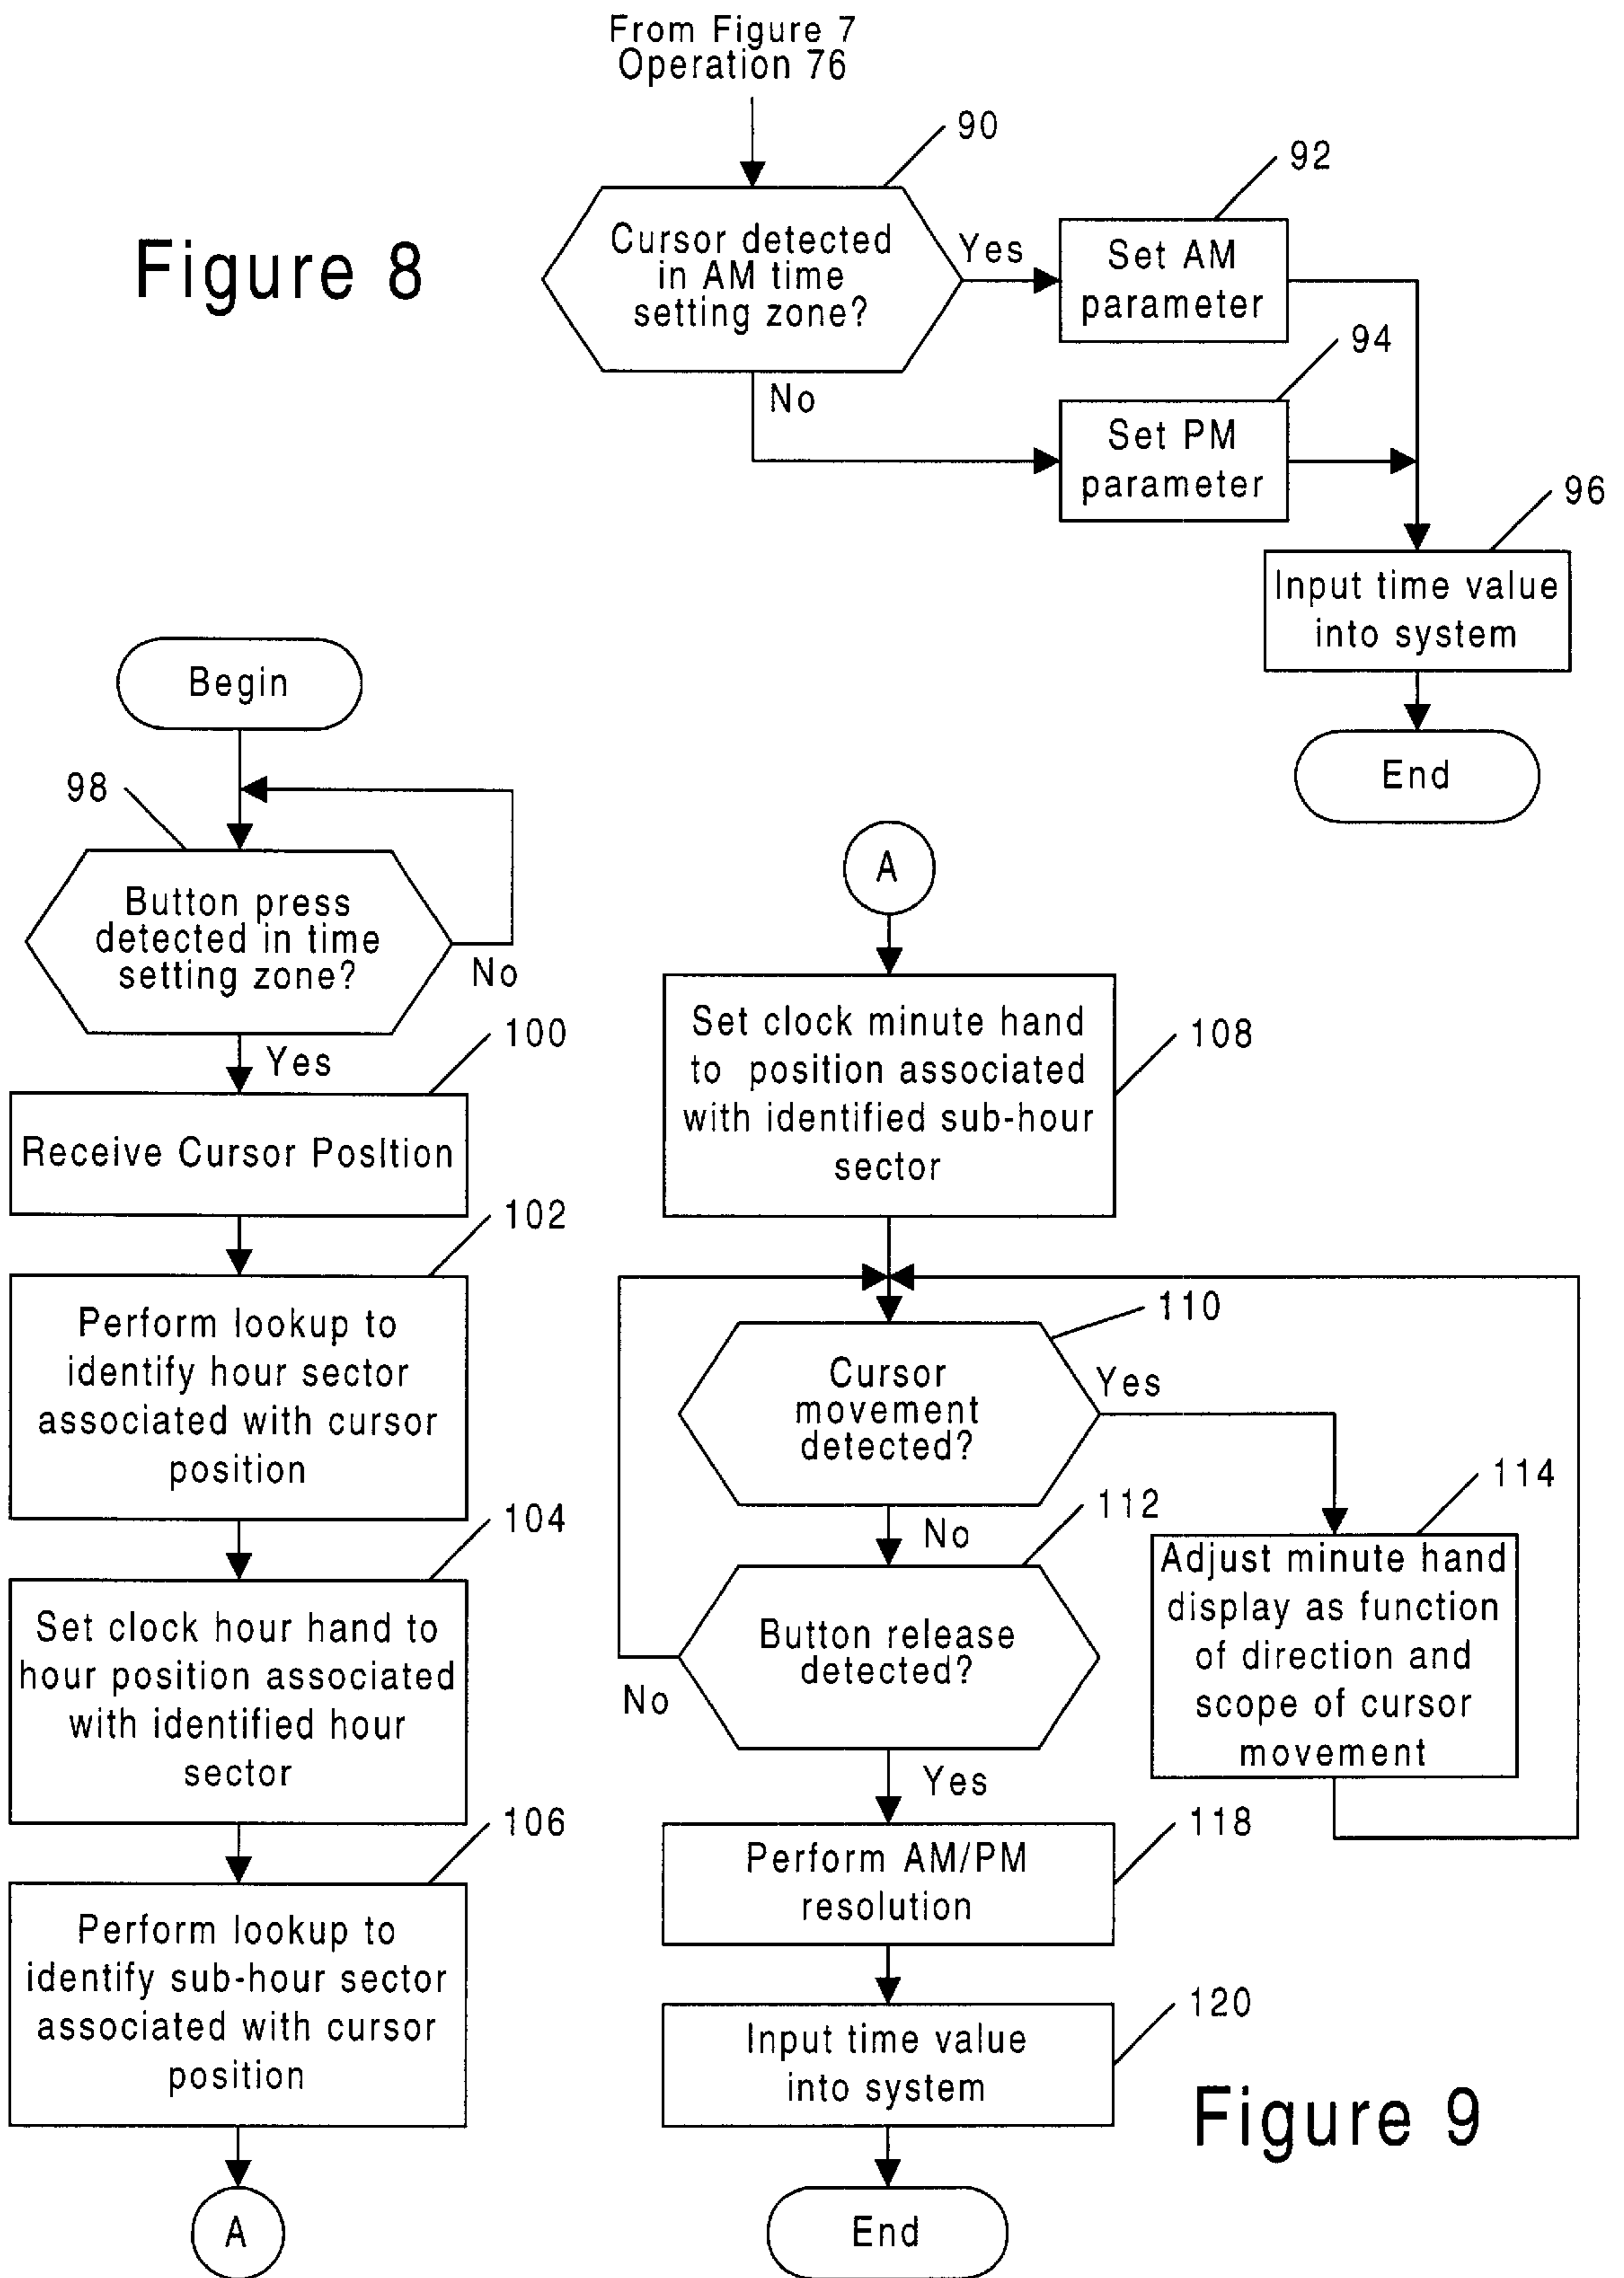 From Figure 7
Operation 76
90
92
Figure 8
Cursor detected
in AM time
setting zone?
Yes
Set AM
parameter
94
No
Set PM
parameter
96
Input time value
into system
End
Begin
98
Button press
detected in time
setting zone?
No
Yes
100
Receive Cursor PosItion
102
Perform lookup to
identify hour sector
associated with cursor
position
104
Set clock hour hand to
hour position associated
with identified hour
sector
106
Perform lookup to
identify sub-hour sector
associated with cursor
position
A
A
Set clock minute hand
to position associated
with identified sub-hour
sector
108
110
Cursor
movement
detected?
Yes
No
112
114
Adjust minute hand
display as function
of direction and
scope of cursor
movement
Button release
detected?
No
Yes
118
Perform AM/PM
resolution
120
Input time value
into system
End
Figure 9